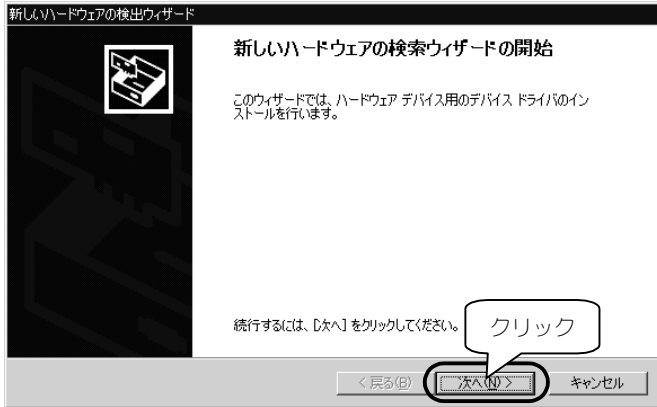 新しいハードウェアの検出ウィザード
新しいハードウェアの検索ウィザードの開始
このウィザードでは、ハードウェア デバイス用のデバイス ドライバのイン
ストールを行います。
続行するには、[次へ] をクリックしてください。
クリック
< 戻る(B)
次へ(N) >
キャンセル